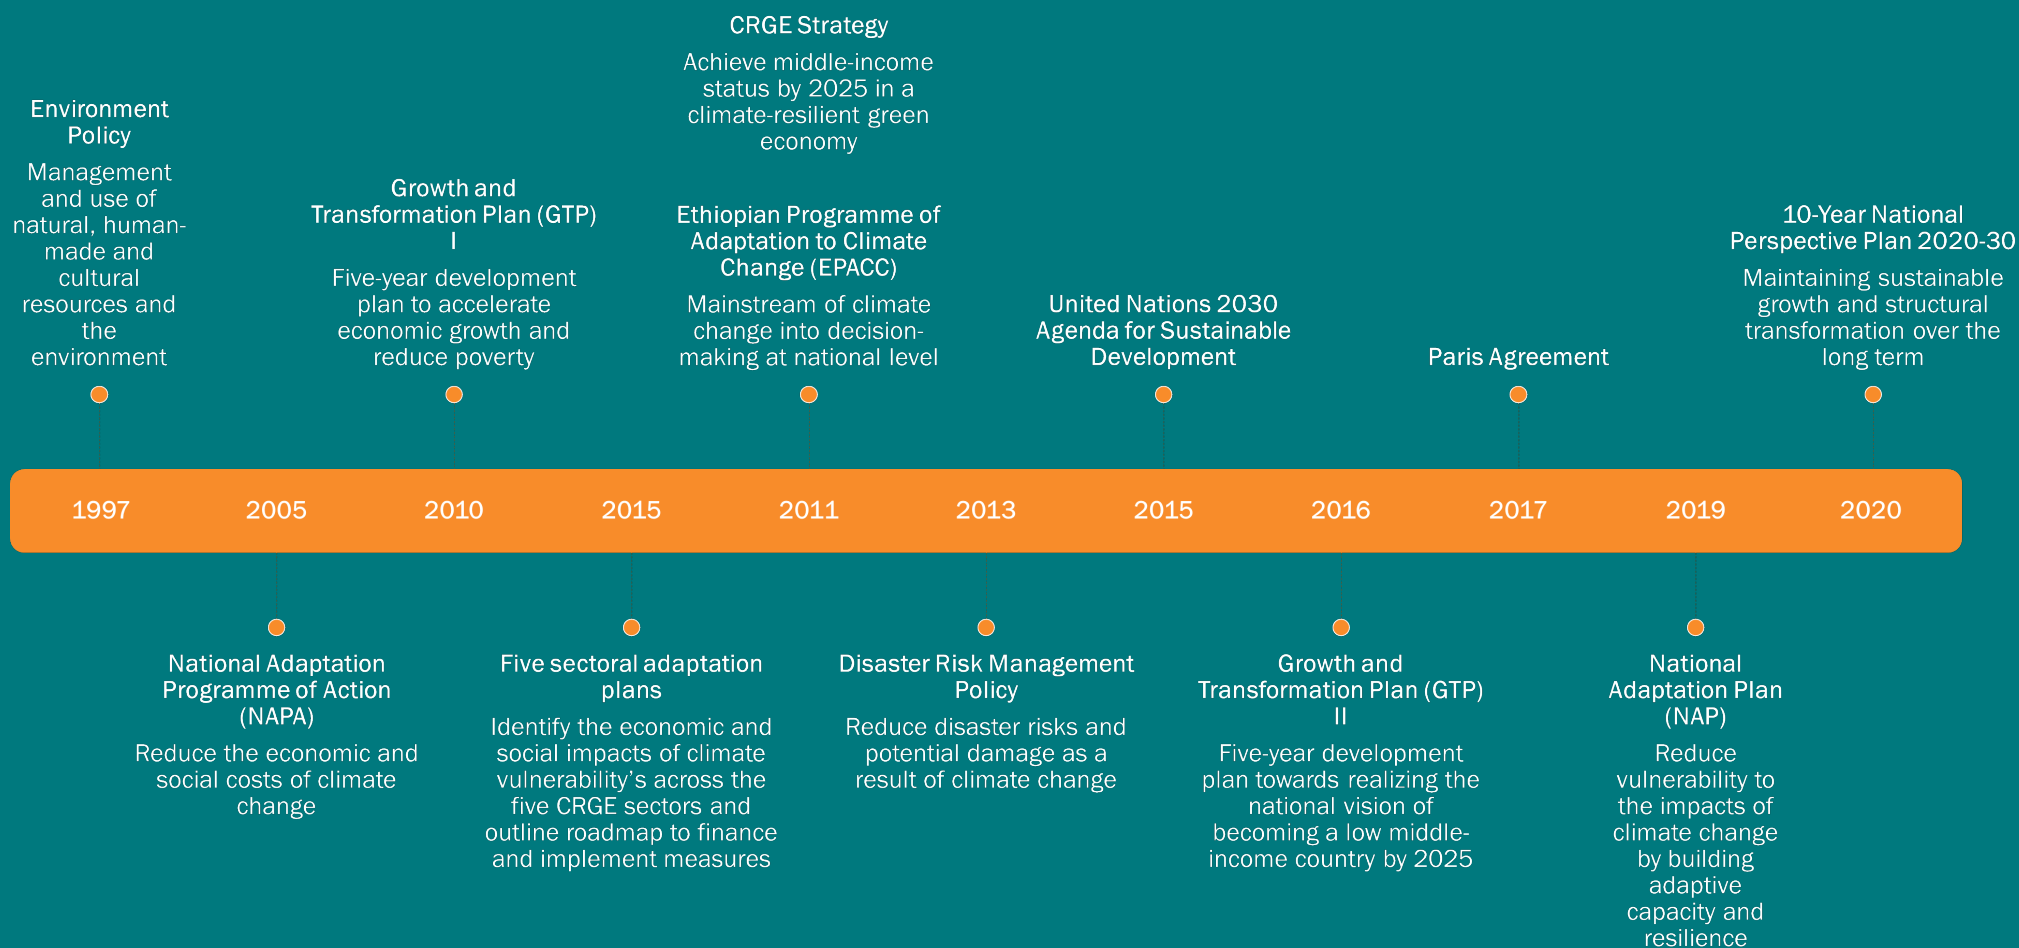 Environment
Policy
Management
and use of
natural, human-
made and
cultural
resources and
the
environment
Growth and
Transformation Plan (GTP)
I
Five-year development
plan to accelerate
economic growth and
reduce poverty
CRGE Strategy
Achieve middle-income
status by 2025 in a
climate-resilient green
economy
Ethiopian Programme of
Adaptation to Climate
Change (EPACC)
Mainstream of climate
change into decision-
making at national level
United Nations 2030
Agenda for Sustainable
Development
Paris Agreement
10-Year National
Perspective Plan 2020-30
Maintaining sustainable
growth and structural
transformation over the
long term
1997 2005 2010 2015 2011 2013 2015 2016 2017 2019 2020
National Adaptation
Programme of Action
(NAPA)
Reduce the economic and
social costs of climate
change
Five sectoral adaptation
plans
Identify the economic and
social impacts of climate
vulnerability’s across the
five CRGE sectors and
outline roadmap to finance
and implement measures
Disaster Risk Management
Policy
Reduce disaster risks and
potential damage as a
result of climate change
Growth and
Transformation Plan (GTP)
II
Five-year development
plan towards realizing the
national vision of
becoming a low middle-
income country by 2025
National
Adaptation Plan
(NAP)
Reduce
vulnerability to
the impacts of
climate change
by building
adaptive
capacity and
resilience